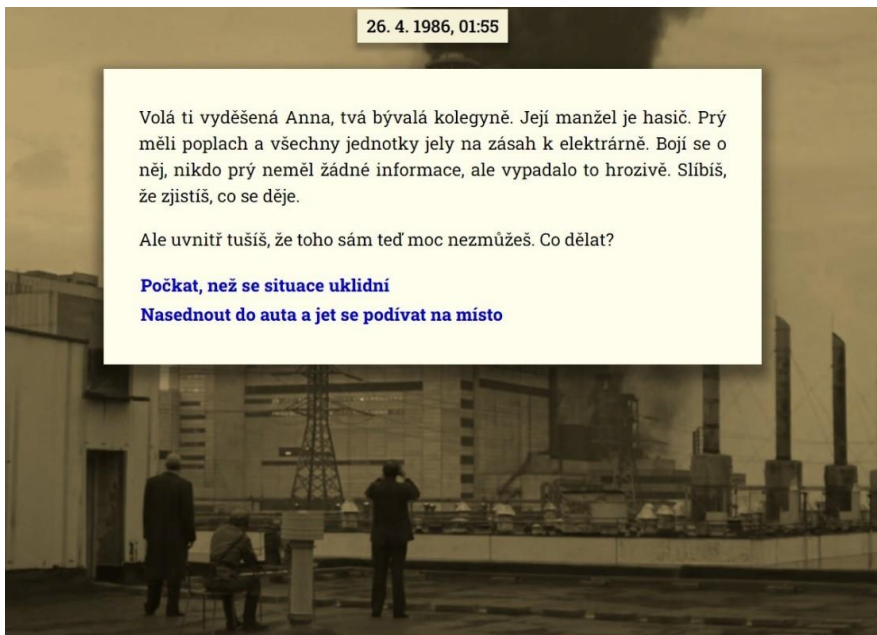 26. 4. 1986, 01:55
Volá ti vyděšená Anna, tvá bývalá kolegyně. Její manžel je hasič. Prý
měli poplach a všechny jednotky jely na zásah k elektrárně. Bojí se o
něj, nikdo prý neměl žádné informace, ale vypadalo to hrozivě. Slíbíš,
že zjistíš, co se děje.
Ale uvnitř tušíš, že toho sám teď moc nezmůžeš. Co dělat?
Počkat, než se situace uklidní
Nasednout do auta a jet se podívat na místo